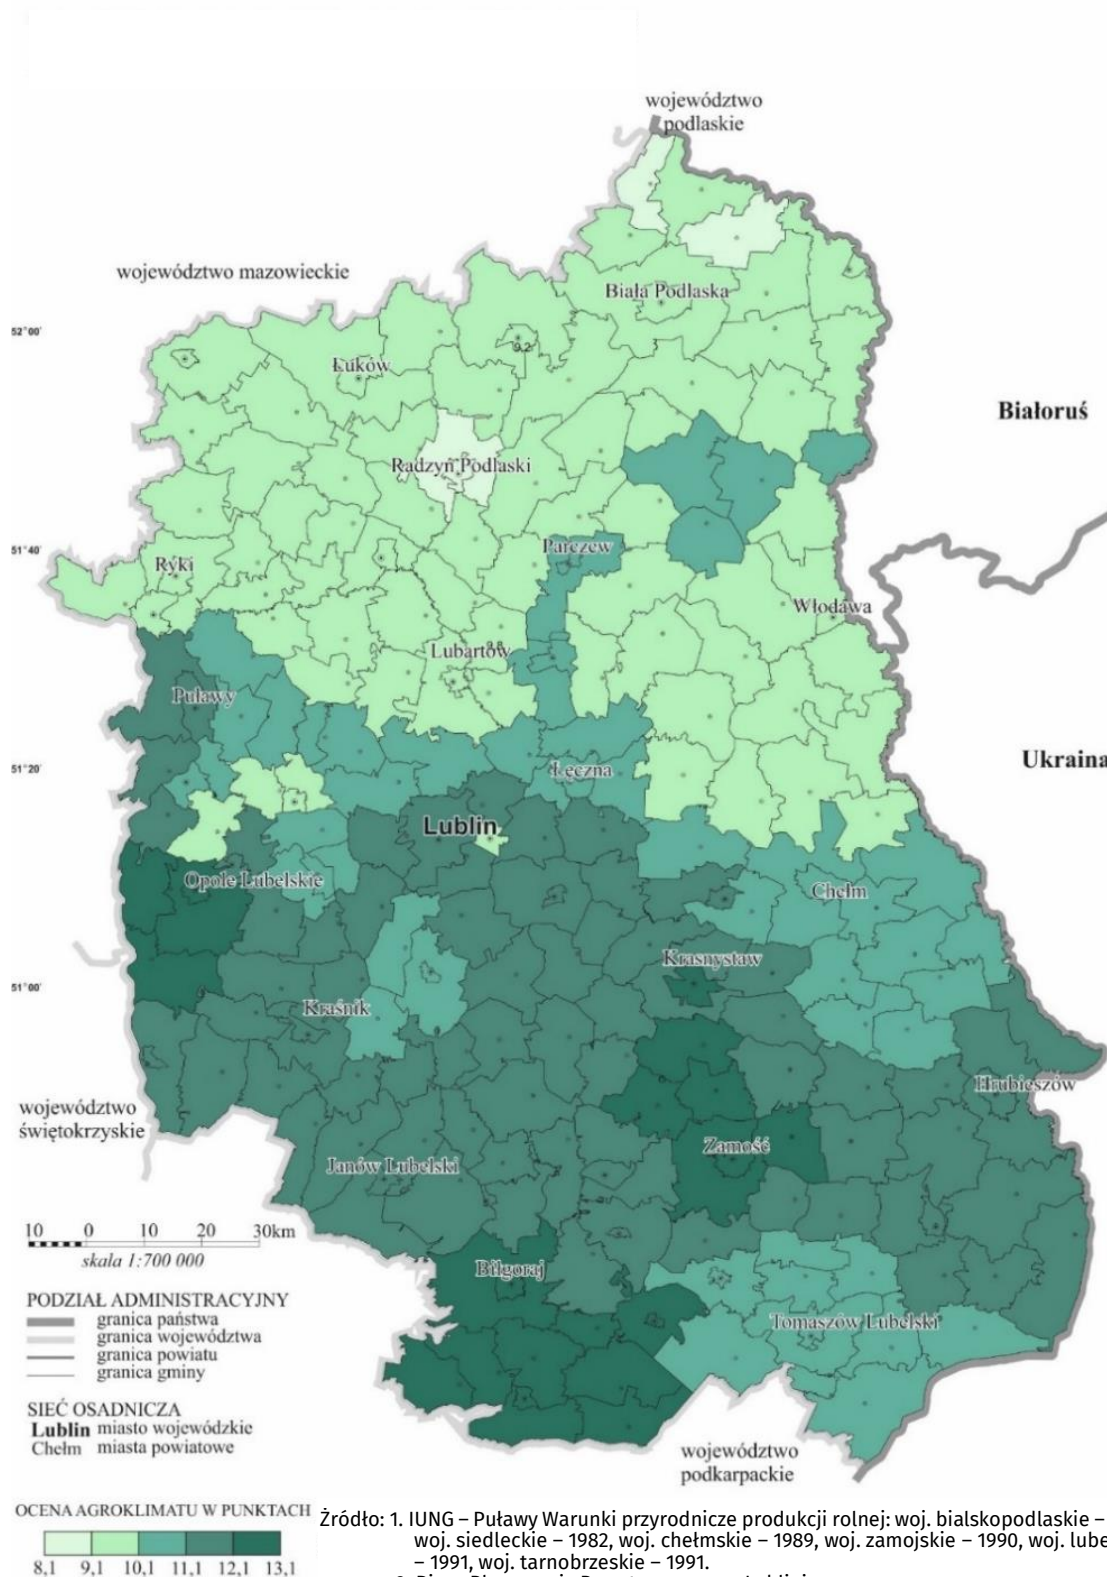 województwo
podlaskie
województwo mazowieckie
Biała Podlaska
52°00'
9,2
Łuków
Białoruś
Radzyń Podlaski
51°40'
Parczew
Ryki
Włodawa
Lubartów
Puławy
Ukraina
51°20'
Łęczna
Lublin
Opole Lubelskie
Chełm
Krasnystaw
51°00'
Kraśnik
Hrubieszów
województwo
świętokrzyskie
Zamość
Janów Lubelski
10 0 10 20 30km
skala 1:700 000
Biłgoraj
Tomaszów Lubelski
PODZIAŁ ADMINISTRACYJNY
granica państwa
granica województwa
granica powiatu
granica gminy
SIEĆ OSADNICZA
Lublin miasto wojewódzkie
Chełm miasta powiatowe
województwo
podkarpackie
OCENA AGROKLIMATU W PUNKTACH
8,1 9,1 10,1 11,1 12,1 13,1
Źródło: 1. IUNG – Puławy Warunki przyrodnicze produkcji rolnej: woj. bialskopodlaskie –
woj. siedleckie – 1982, woj. chełmskie – 1989, woj. zamojskie – 1990, woj. lube
– 1991, woj. tarnobrzeskie – 1991.